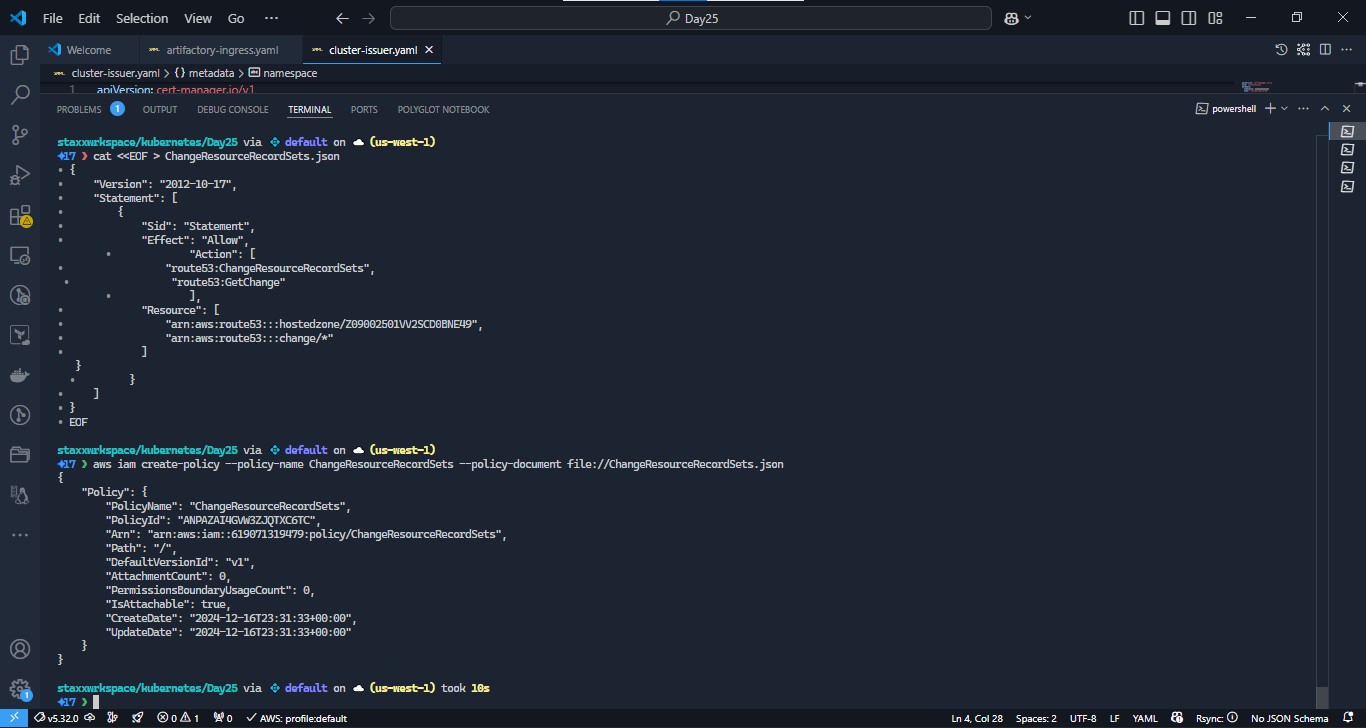 File Edit Selection View Go ··· Day25
Welcome artifactory-ingress.yaml cluster-issuer.yaml
cluster-issuer.yaml > {} metadata > namespace
1 apiVersion: cert-manager.io/v1
PROBLEMS 1 OUTPUT DEBUG CONSOLE TERMINAL PORTS POLYGLOT NOTEBOOK powershell
staxxwrkspace/kubernetes/Day25 via default on (us-west-1)
17 ❯ cat <<EOF > ChangeResourceRecordSets.json
{
"Version": "2012-10-17",
"Statement": [
{
"Sid": "Statement",
"Effect": "Allow",
"Action": [
"route53:ChangeResourceRecordSets",
"route53:GetChange"
],
"Resource": [
"arn:aws:route53:::hostedzone/Z09002501VV2SCD0BNE49",
"arn:aws:route53:::change/*"
]
}
}
]
}
EOF
staxxwrkspace/kubernetes/Day25 via default on (us-west-1)
17 ❯ aws iam create-policy --policy-name ChangeResourceRecordSets --policy-document file://ChangeResourceRecordSets.json
{
"Policy": {
"PolicyName": "ChangeResourceRecordSets",
"PolicyId": "ANPAZAI4GVW3ZJQTXC6TC",
"Arn": "arn:aws:iam::619071319479:policy/ChangeResourceRecordSets",
"Path": "/",
"DefaultVersionId": "v1",
"AttachmentCount": 0,
"PermissionsBoundaryUsageCount": 0,
"IsAttachable": true,
"CreateDate": "2024-12-16T23:31:33+00:00",
"UpdateDate": "2024-12-16T23:31:33+00:00"
}
}
staxxwrkspace/kubernetes/Day25 via default on (us-west-1) took 10s
17 ❯
1
v5.32.0 0 1 0 AWS: profile:default Ln 4, Col 28 Spaces: 2 UTF-8 LF YAML Rsync: No JSON Schema